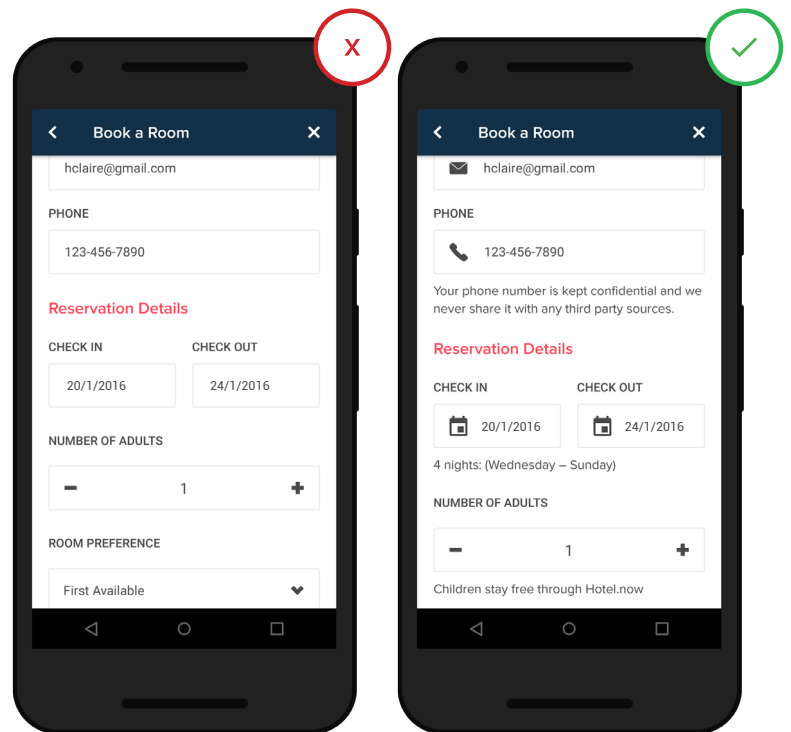 X
Book a Room
hclaire@gmail.com
PHONE
123-456-7890
Reservation Details
CHECK IN CHECK OUT
20/1/2016 24/1/2016
NUMBER OF ADULTS
1
ROOM PREFERENCE
First Available
Book a Room
hclaire@gmail.com
PHONE
123-456-7890
Your phone number is kept confidential and we
never share it with any third party sources.
Reservation Details
CHECK IN CHECK OUT
20/1/2016 24/1/2016
4 nights: (Wednesday – Sunday)
NUMBER OF ADULTS
1
Children stay free through Hotel.now